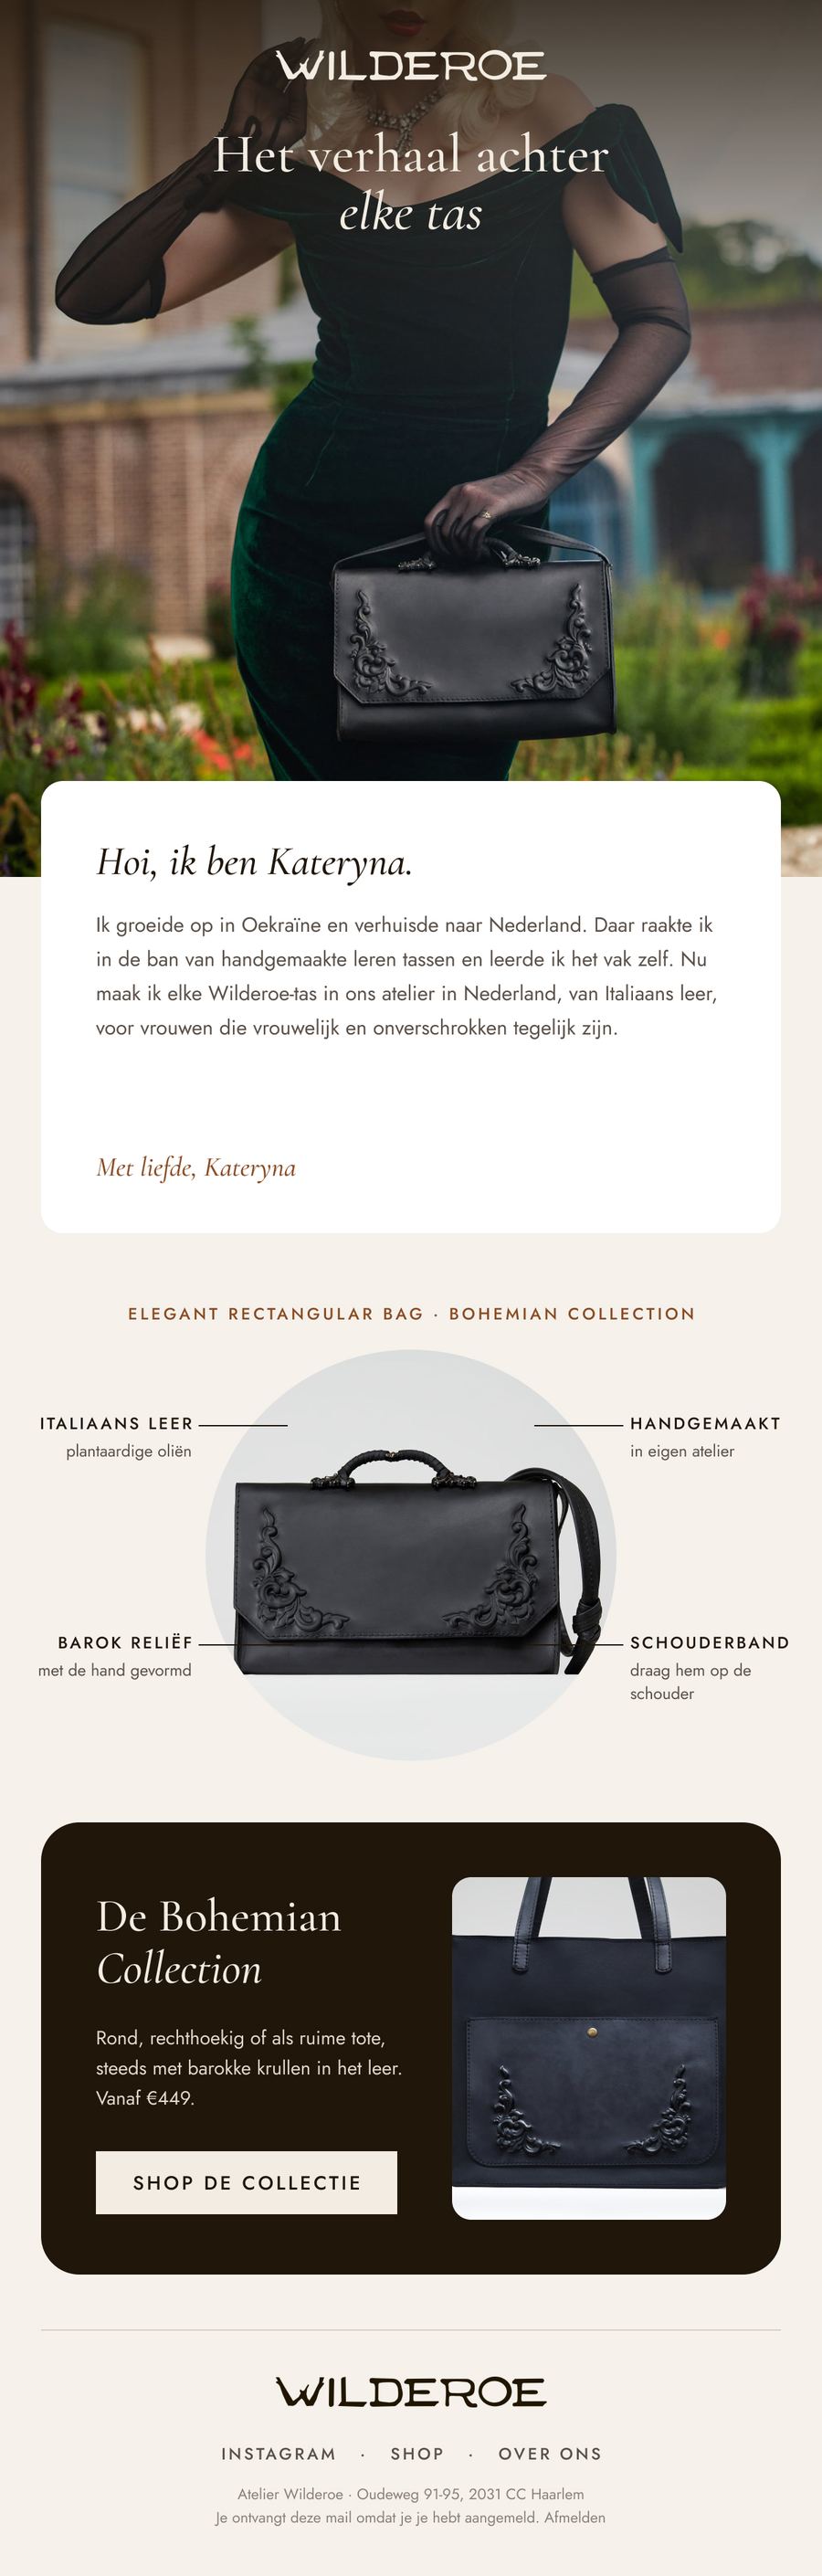 WILDEROE
Het verhaal achter
elke tas
Hoi, ik ben Kateryna.
Ik groeide op in Oekraïne en verhuisde naar Nederland. Daar raakte ik
in de ban van handgemaakte leren tassen en leerde ik het vak zelf. Nu
maak ik elke Wilderoe-tas in ons atelier in Nederland, van Italiaans leer,
voor vrouwen die vrouwelijk en onverschrokken tegelijk zijn.
Met liefde, Kateryna
ELEGANT RECTANGULAR BAG · BOHEMIAN COLLECTION
ITALIAANS LEER
plantaardige oliën
HANDGEMAAKT
in eigen atelier
BAROK RELIËF
met de hand gevormd
SCHOUDERBAND
draag hem op de
schouder
De Bohemian
Collection
Rond, rechthoekig of als ruime tote,
steeds met barokke krullen in het leer.
Vanaf €449.
SHOP DE COLLECTIE
WILDEROE
INSTAGRAM · SHOP · OVER ONS
Atelier Wilderoe · Oudeweg 91-95, 2031 CC Haarlem
Je ontvangt deze mail omdat je je hebt aangemeld. Afmelden